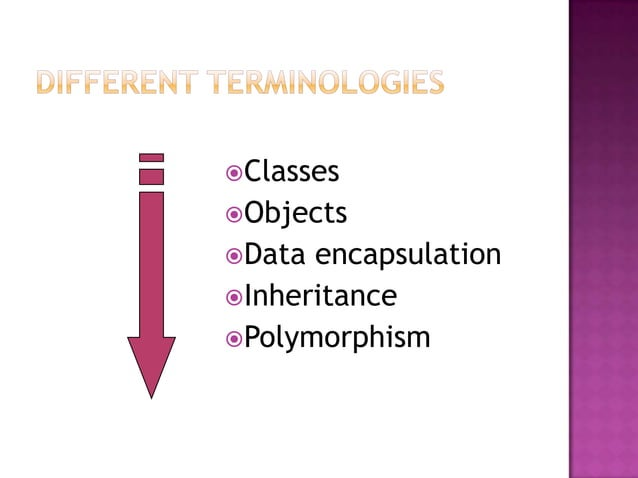 DIFFERENT TERMINOLOGIES
Classes
Objects
Data encapsulation
Inheritance
Polymorphism